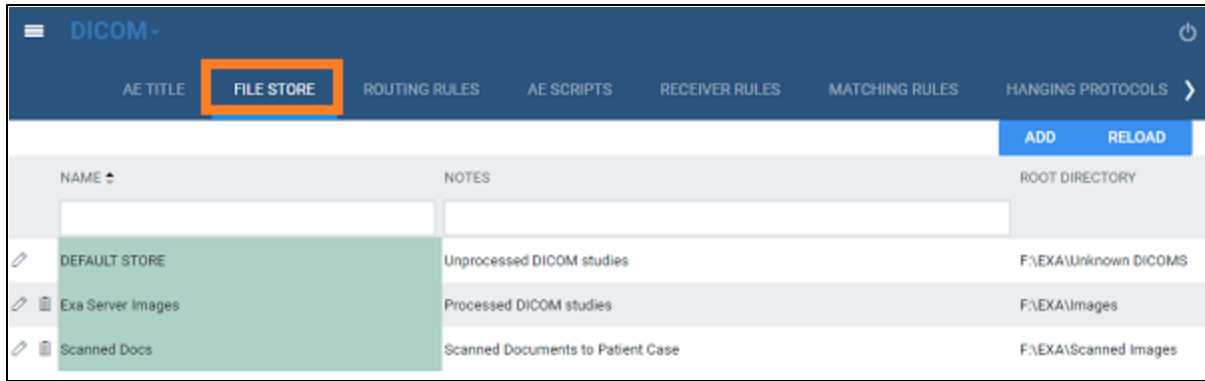 DICOM
AE TITLE FILE STORE ROUTING RULES AE SCRIPTS RECEIVER RULES MATCHING RULES HANGING PROTOCOLS
ADD RELOAD
NAME NOTES ROOT DIRECTORY
DEFAULT STORE Unprocessed DICOM studies F:\EXA\Unknown DICOMS
Exa Server Images Processed DICOM studies F:\EXA\Images
Scanned Docs Scanned Documents to Patient Case F:\EXA\Scanned Images